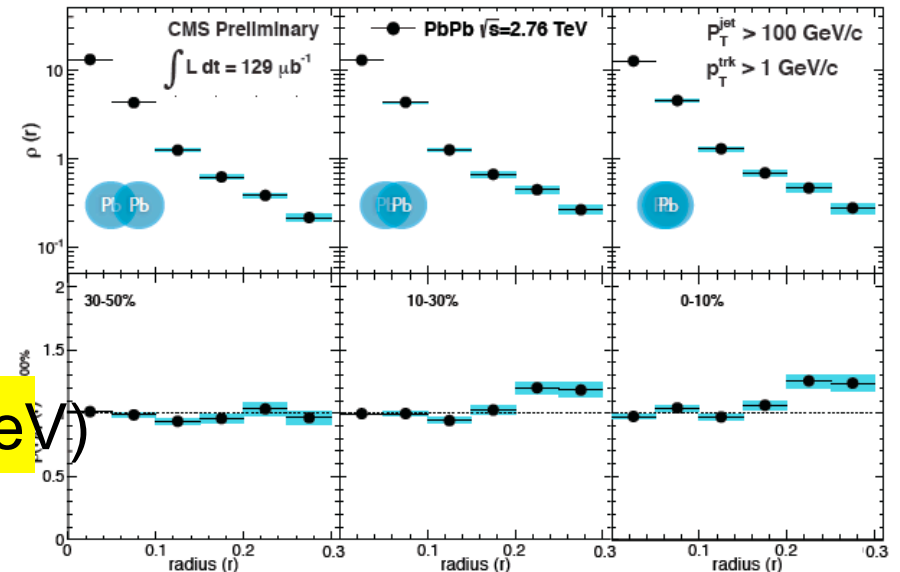 CMS Preliminary
∫ L dt = 129 μb⁻¹
PbPb √s=2.76 TeV
P_T^jet > 100 GeV/c
p_T^trk > 1 GeV/c
10
1
10⁻¹
ρ (r)
Pb Pb
Pb
Pb
30-50%
10-30%
0-10%
2
1.5
0.5
0
00%
eV)
0 0.1 0.2 0.3
0.1 0.2 0.3
0.1 0.2 0.3
radius (r)
radius (r)
radius (r)